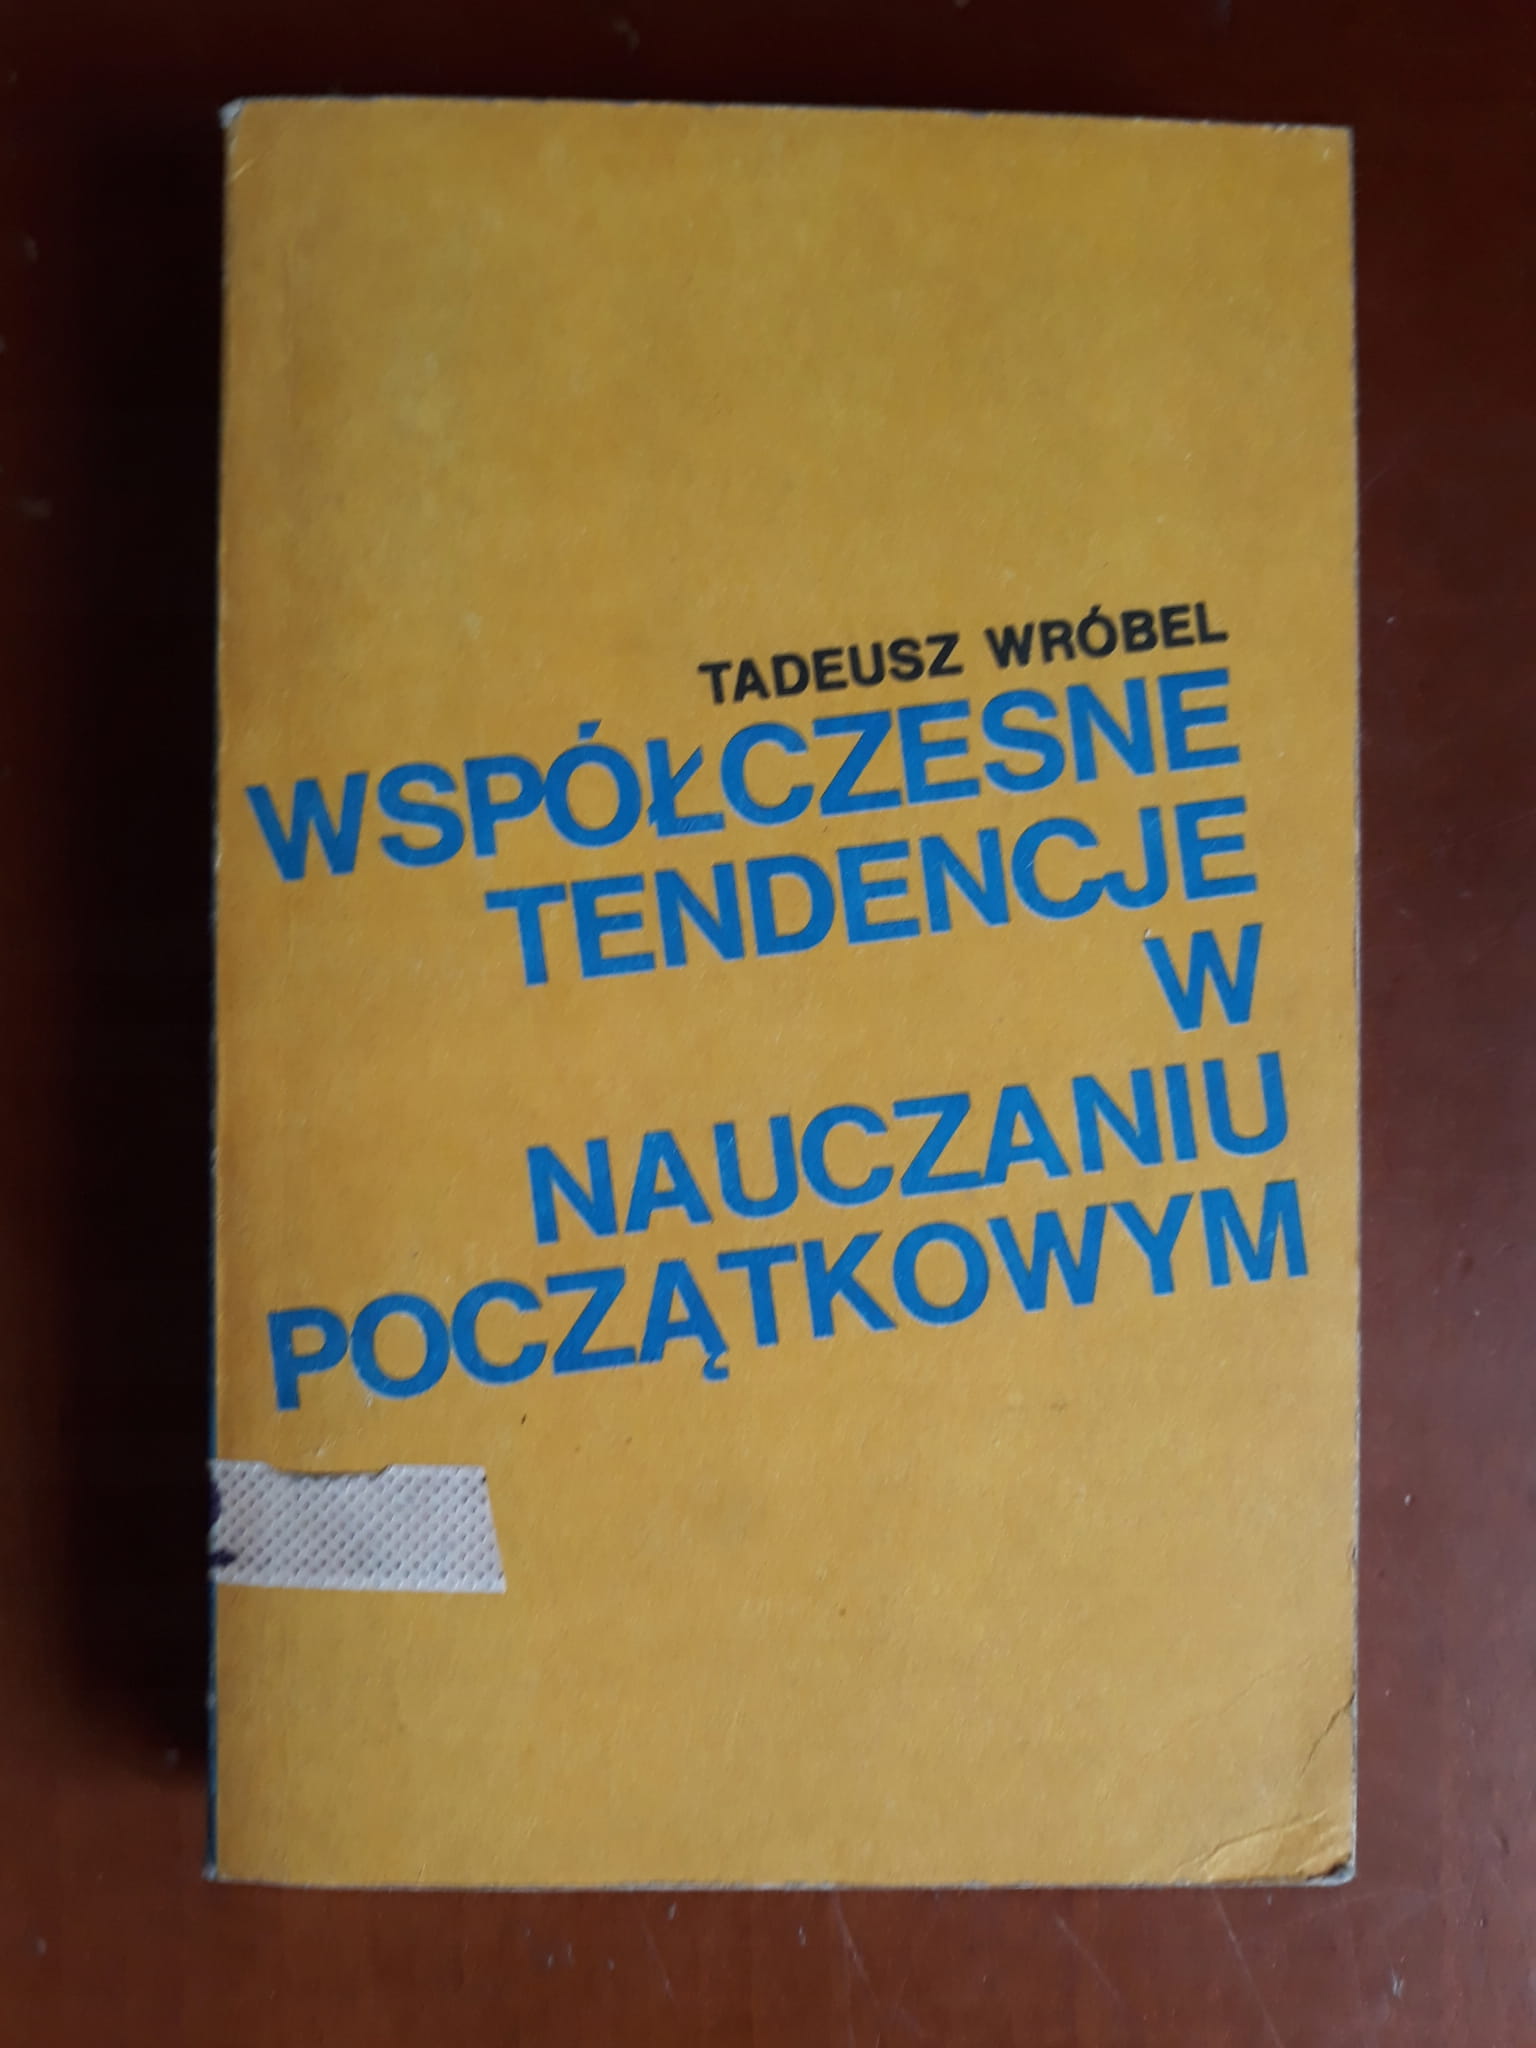 TADEUSZ WRÓBEL
WSPÓŁCZESNE
TENDENCJE
W
NAUCZANIU
POCZĄTKOWYM